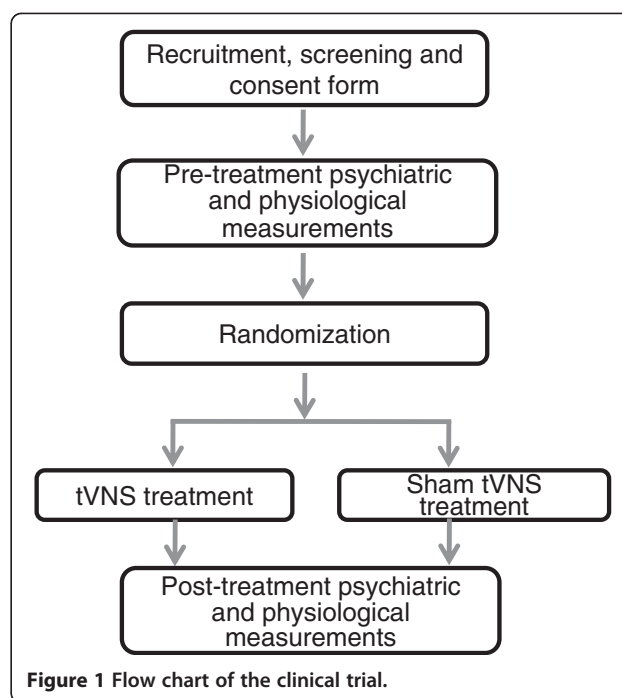 Recruitment, screening and
consent form
Pre-treatment psychiatric
and physiological
measurements
Randomization
tVNS treatment
Sham tVNS
treatment
Post-treatment psychiatric
and physiological
measurements
Figure 1 Flow chart of the clinical trial.